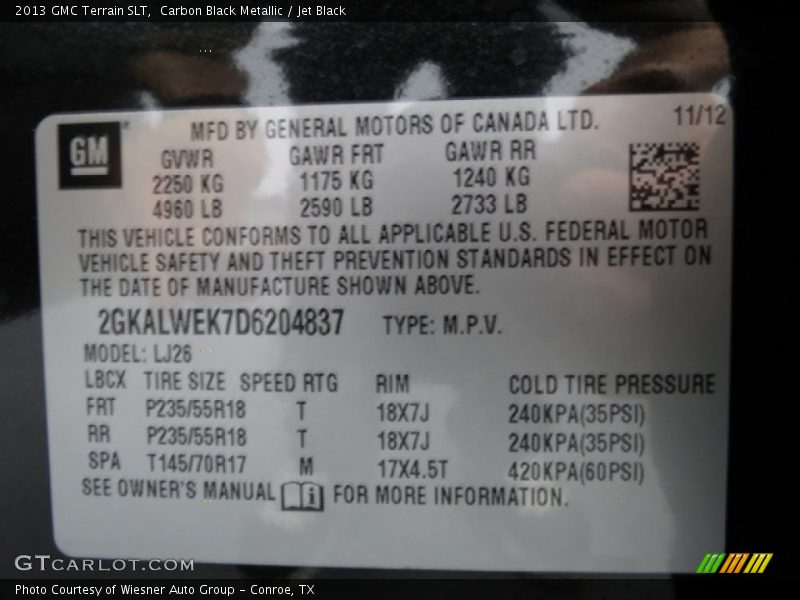 2013 GMC Terrain SLT,  Carbon Black Metallic / Jet Black
11/12
GM
MFD BY GENERAL MOTORS OF CANADA LTD.
GVWR GAWR FRT GAWR RR
2250 KG 1175 KG 1240 KG
4960 LB 2590 LB 2733 LB
THIS VEHICLE CONFORMS TO ALL APPLICABLE U.S. FEDERAL MOTOR
VEHICLE SAFETY AND THEFT PREVENTION STANDARDS IN EFFECT ON
THE DATE OF MANUFACTURE SHOWN ABOVE.
2GKALWEK7D6204837 TYPE: M.P.V.
MODEL: LJ26
LBCX TIRE SIZE SPEED RTG RIM COLD TIRE PRESSURE
FRT P235/55R18 T 18X7J 240KPA(35PSI)
RR P235/55R18 T 18X7J 240KPA(35PSI)
SPA T145/70R17 M 17X4.5T 420KPA(60PSI)
SEE OWNER'S MANUAL i FOR MORE INFORMATION.
GTCARLOT.COM
Photo Courtesy of Wiesner Auto Group - Conroe, TX